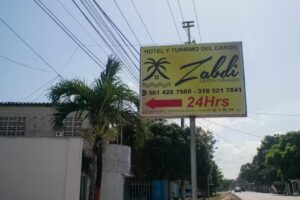 HOTEL Y TURISMO DEL CARIBE
Zabdi
301 426 7885 - 318 521 7841
24Hrs